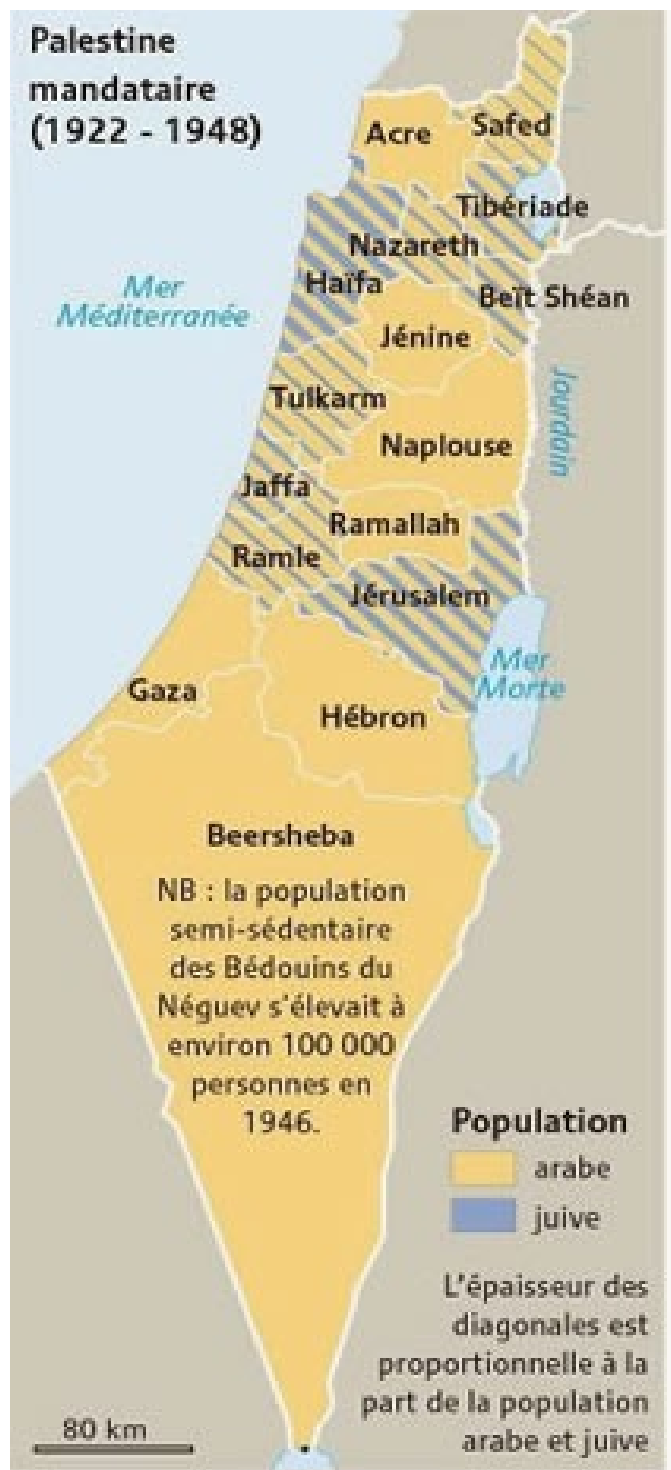 Palestine
mandataire
(1922 - 1948)
Acre
Safed
Tibériade
Nazareth
Haïfa
Beït Shéan
Mer
Méditerranée
Jénine
Jourdain
Tulkarm
Naplouse
Jaffa
Ramallah
Ramle
Jérusalem
Mer
Morte
Gaza
Hébron
Beersheba
NB : la population
semi-sédentaire
des Bédouins du
Néguev s'élevait à
environ 100 000
personnes en
1946.
Population
arabe
juive
L'épaisseur des
diagonales est
proportionnelle à la
part de la population
arabe et juive
80 km